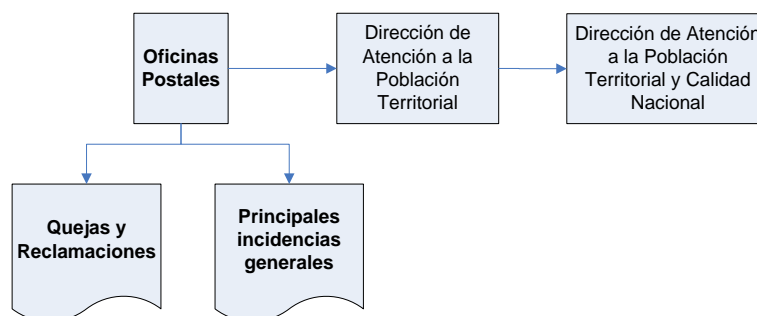 Oficinas
Postales
Dirección de
Atención a la
Población
Territorial
Dirección de Atención
a la Población
Territorial y Calidad
Nacional
Quejas y
Reclamaciones
Principales
incidencias
generales